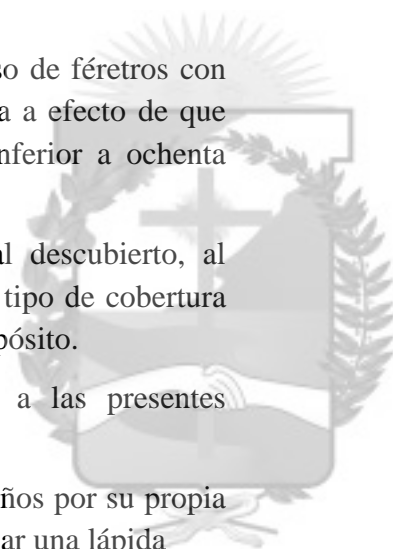 so de féretros con
a a efecto de que
nferior a ochenta
al descubierto, al
tipo de cobertura
pósito.
a las presentes
ños por su propia
ar una lápida